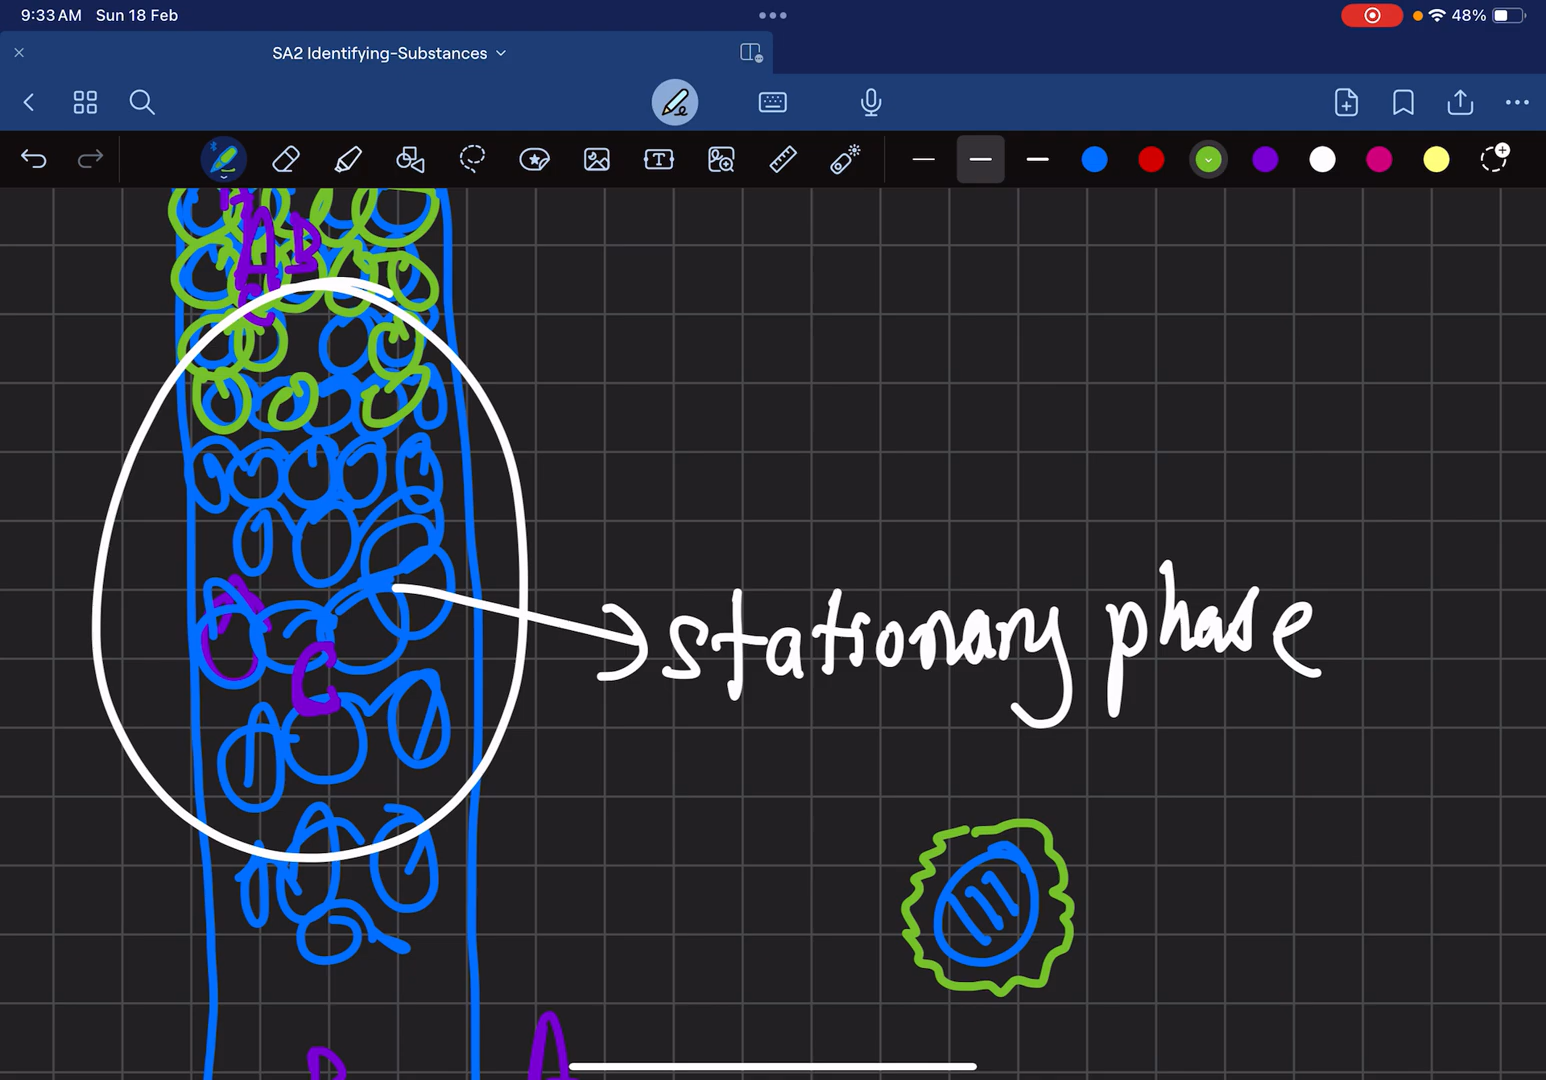 9:33 AM Sun 18 Feb
48%
SA2 Identifying-Substances
T
A B
C
stationary phase
C
A
B